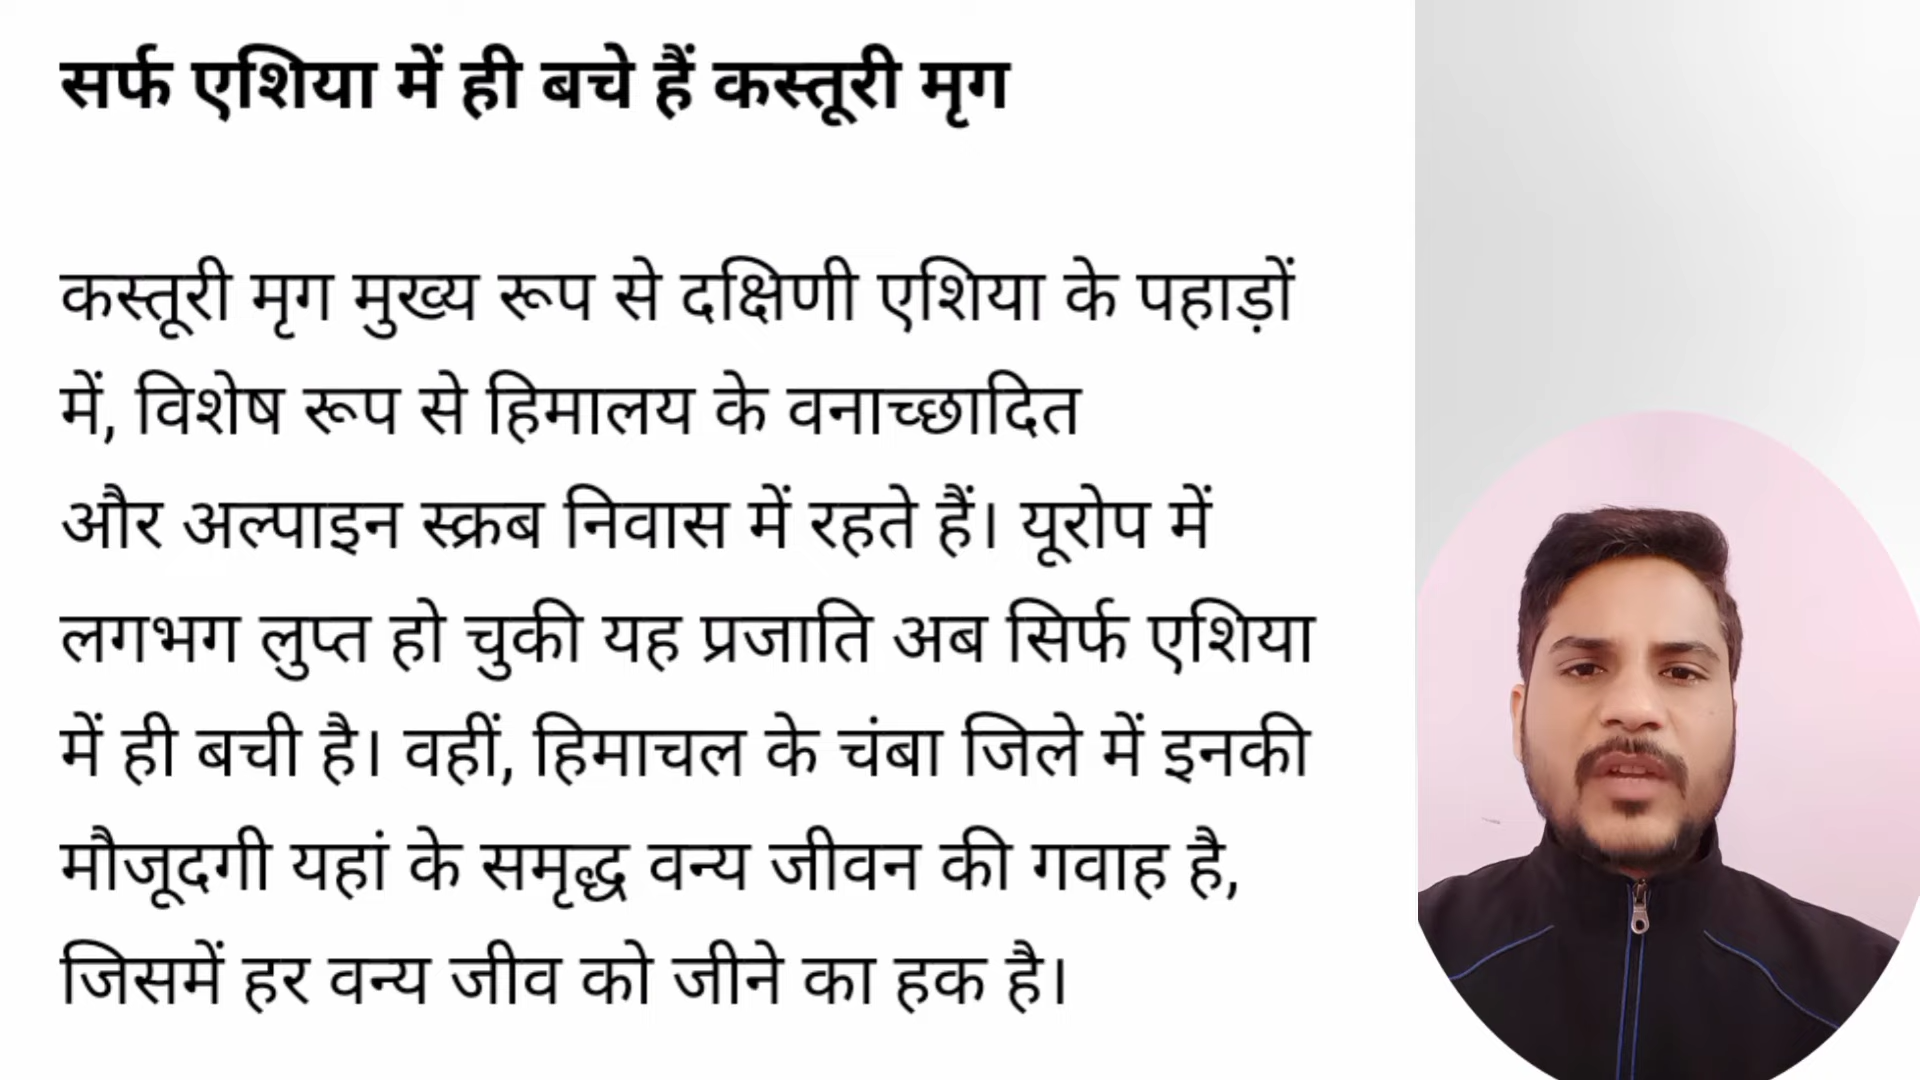 सर्फ एशिया में ही बचे हैं कस्तूरी मृग
कस्तूरी मृग मुख्य रूप से दक्षिणी एशिया के पहाड़ों
में, विशेष रूप से हिमालय के वनाच्छादित
और अल्पाइन स्क्रब निवास में रहते हैं। यूरोप में
लगभग लुप्त हो चुकी यह प्रजाति अब सिर्फ एशिया
में ही बची है। वहीं, हिमाचल के चंबा जिले में इनकी
मौजूदगी यहां के समृद्ध वन्य जीवन की गवाह है,
जिसमें हर वन्य जीव को जीने का हक है।